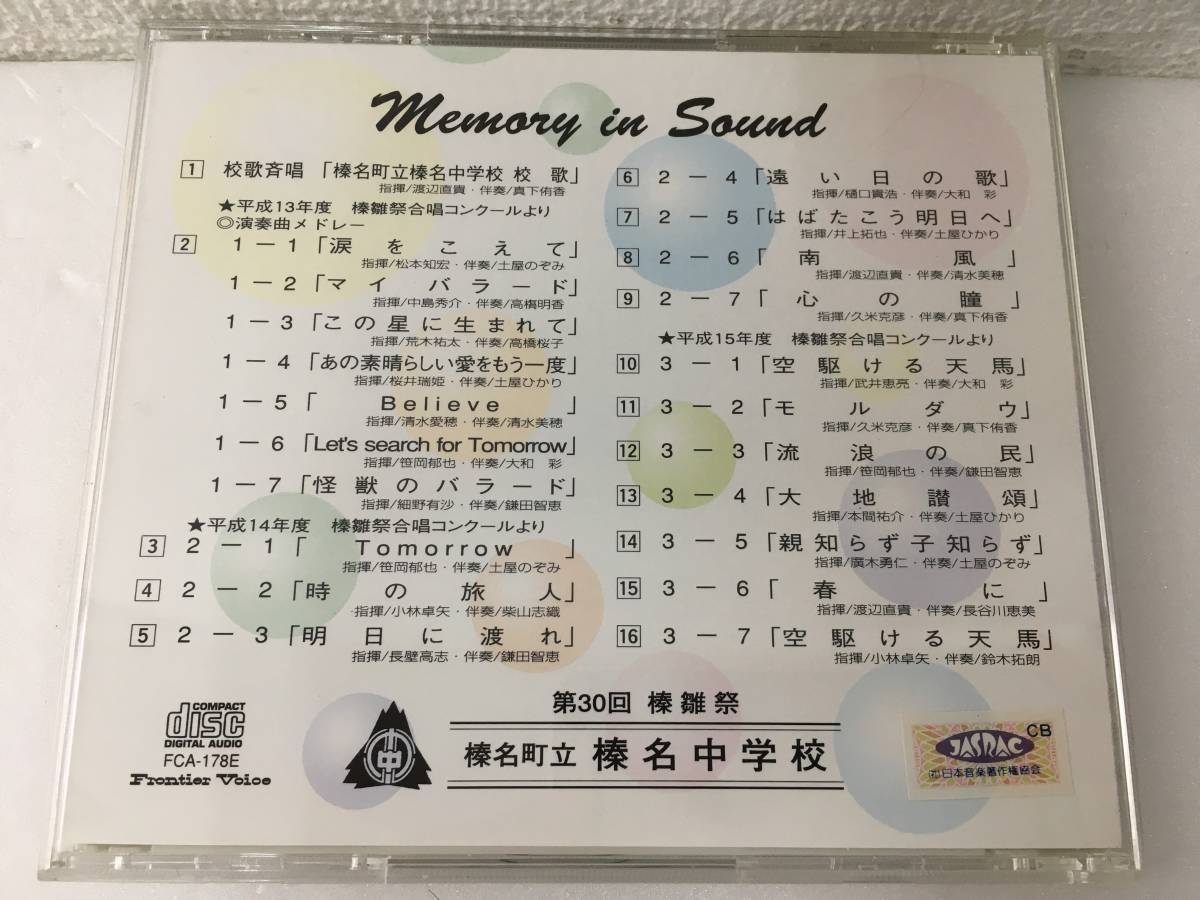 Memory in Sound
1 校歌斉唱 「榛名町立榛名中学校 校 歌」
指揮/渡辺直貴・伴奏/真下侑香
★平成13年度 榛雛祭合唱コンクールより
◎演奏曲メドレー
2 1－1「涙をこえて」
指揮/松本知宏・伴奏/土屋のぞみ
1－2「マイ バラード」
指揮/中島秀介・伴奏/高橋明香
1－3「この星に生まれて」
指揮/荒木祐太・伴奏/高橋桜子
1－4「あの素晴らしい愛をもう一度」
指揮/桜井瑞姫・伴奏/土屋ひかり
1－5「 Believe 」
指揮/清水愛穂・伴奏/清水美穂
1－6「Let's search for Tomorrow」
指揮/笹岡郁也・伴奏/大和 彩
1－7「怪獣のバラード」
指揮/細野有沙・伴奏/鎌田智恵
★平成14年度 榛雛祭合唱コンクールより
3 2－1「 Tomorrow 」
指揮/笹岡郁也・伴奏/土屋のぞみ
4 2－2「時の旅人」
指揮/小林卓矢・伴奏/柴山志織
5 2－3「明日に渡れ」
指揮/長壁高志・伴奏/鎌田智恵
6 2－4「遠い日の歌」
指揮/樋口貴浩・伴奏/大和 彩
7 2－5「はばたこう明日へ」
指揮/井上拓也・伴奏/土屋ひかり
8 2－6「南風」
指揮/渡辺直貴・伴奏/清水美穂
9 2－7「心の瞳」
指揮/久米克彦・伴奏/真下侑香
★平成15年度 榛雛祭合唱コンクールより
10 3－1「空駆ける天馬」
指揮/武井恵亮・伴奏/大和 彩
11 3－2「モルダウ」
指揮/久米克彦・伴奏/真下侑香
12 3－3「流浪の民」
指揮/笹岡郁也・伴奏/鎌田智恵
13 3－4「大地讃頌」
指揮/本間祐介・伴奏/土屋ひかり
14 3－5「親知らず子知らず」
指揮/廣木勇仁・伴奏/土屋のぞみ
15 3－6「春に」
指揮/渡辺直貴・伴奏/長谷川恵美
16 3－7「空駆ける天馬」
指揮/小林卓矢・伴奏/鈴木拓朗
第30回 榛雛祭
榛名町立 榛名中学校
中
COMPACT
disc
DIGITAL AUDIO
FCA-178E
Frontier Voice
CB
JASRAC
(社)日本音楽著作権協会